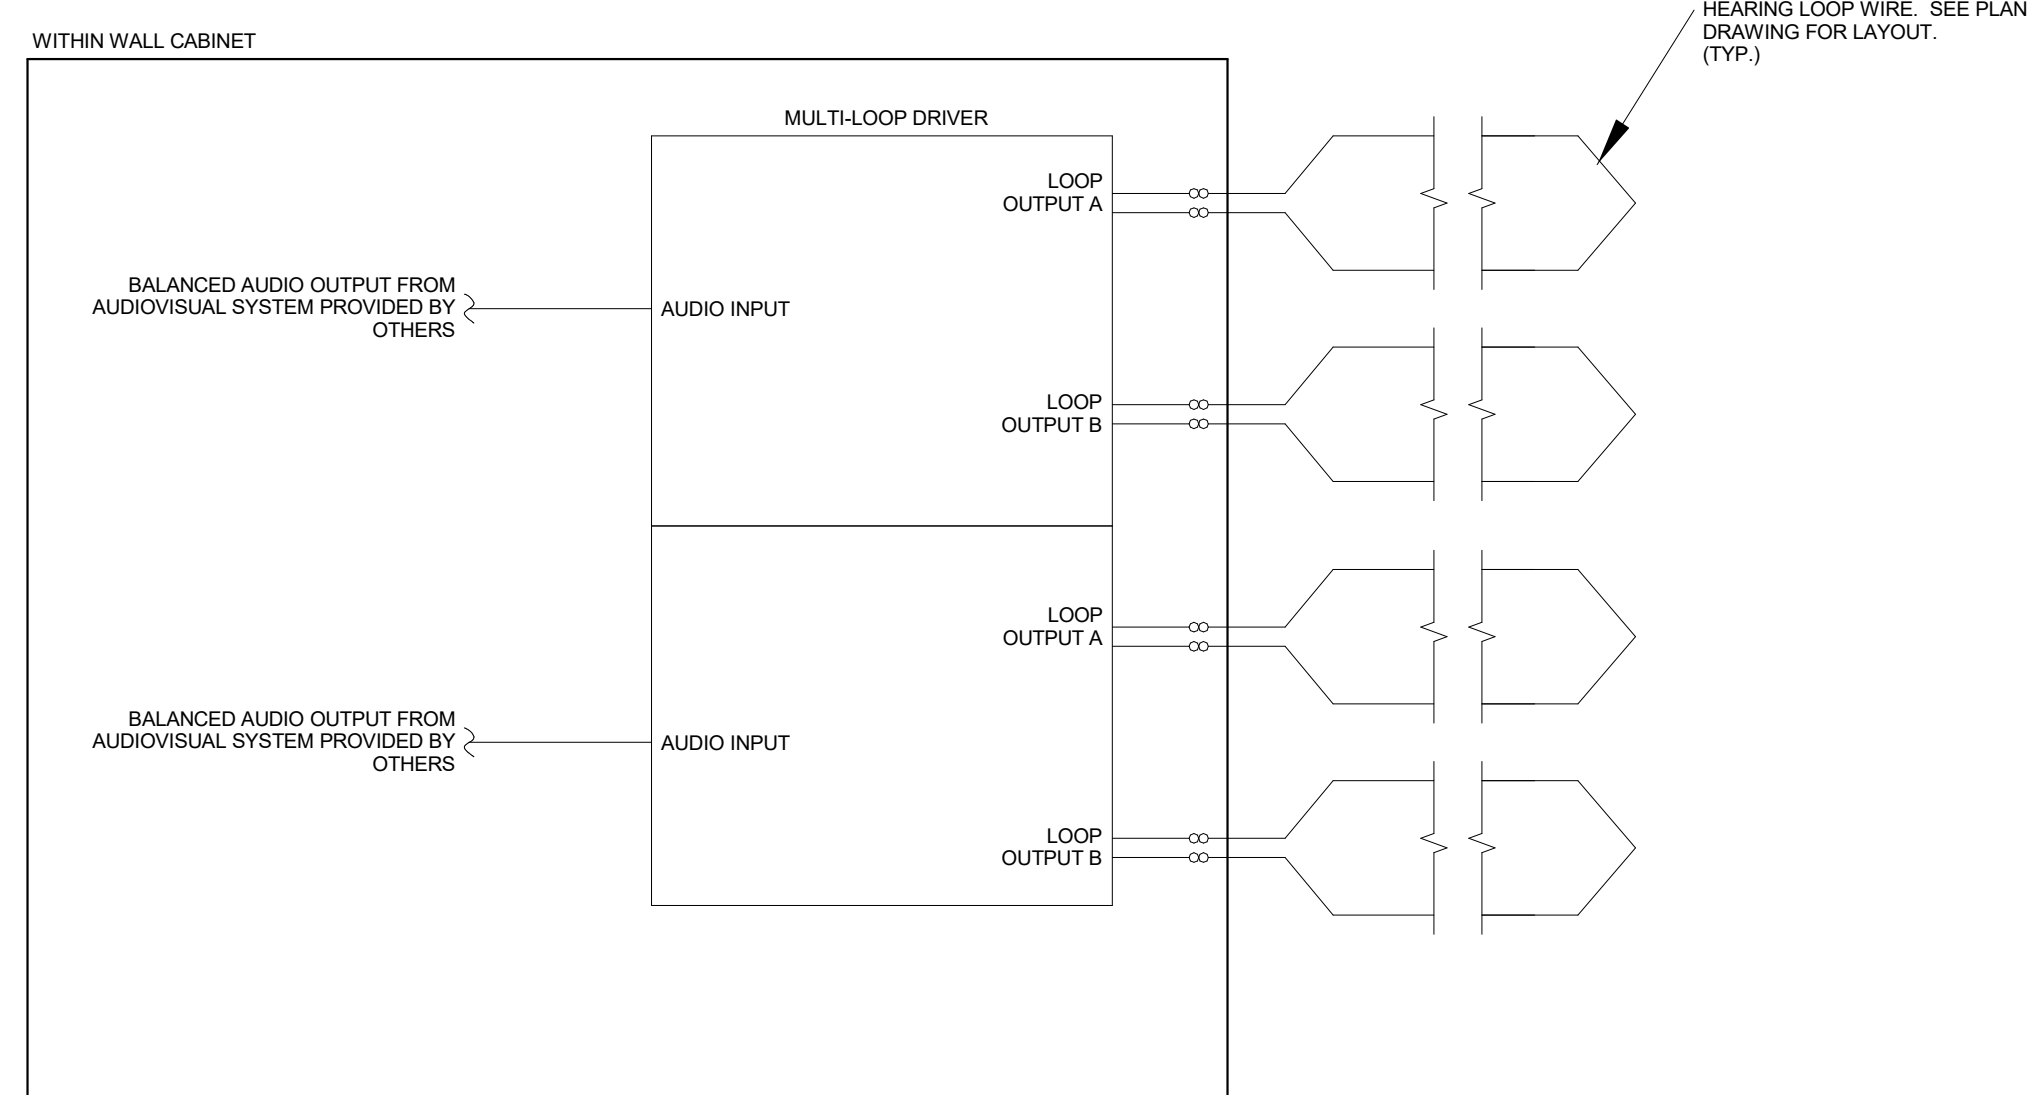 HEARING LOOP WIRE.  SEE PLAN
DRAWING FOR LAYOUT.
(TYP.)
WITHIN WALL CABINET
MULTI-LOOP DRIVER
LOOP
OUTPUT A
BALANCED AUDIO OUTPUT FROM
AUDIOVISUAL SYSTEM PROVIDED BY
OTHERS
AUDIO INPUT
LOOP
OUTPUT B
LOOP
OUTPUT A
BALANCED AUDIO OUTPUT FROM
AUDIOVISUAL SYSTEM PROVIDED BY
OTHERS
AUDIO INPUT
LOOP
OUTPUT B